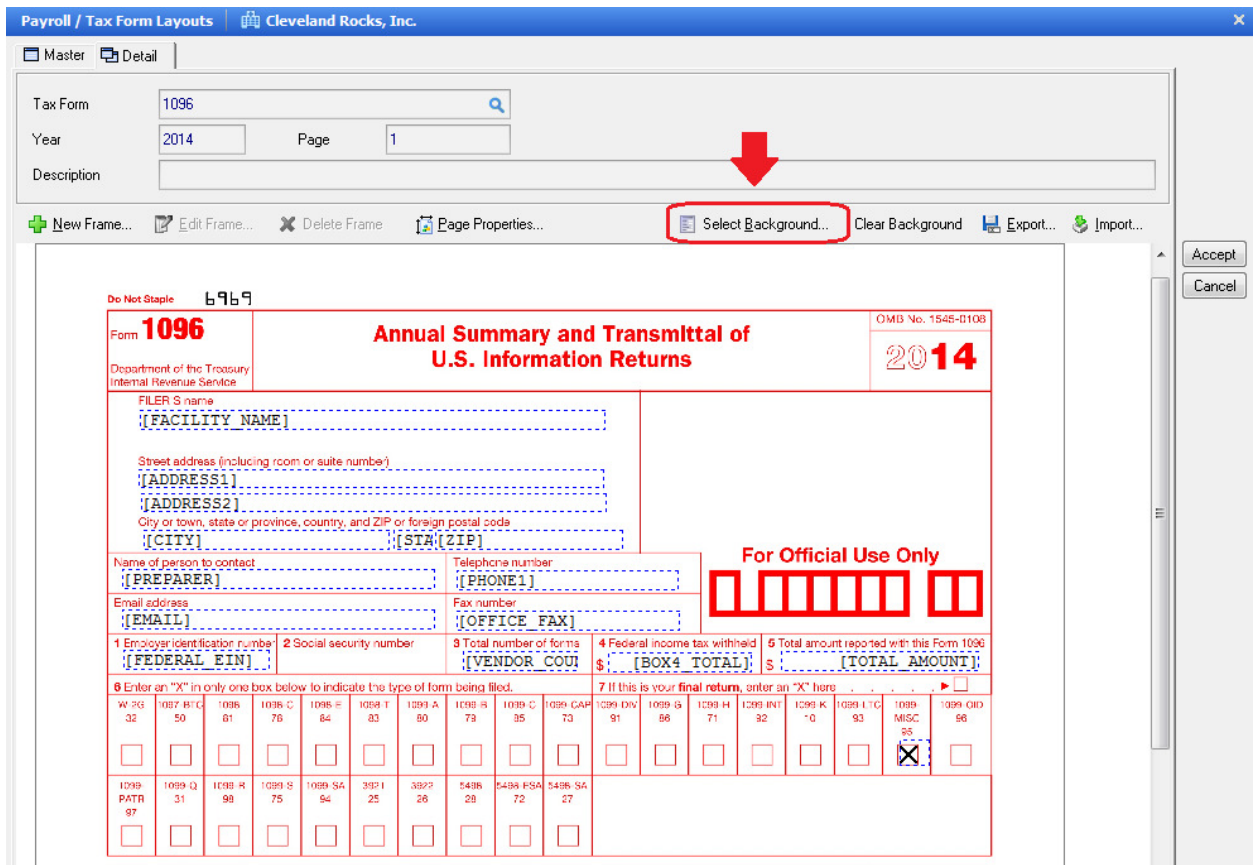 Payroll / Tax Form Layouts Cleveland Rocks, Inc.
Master Detail
Tax Form 1096
Year 2014 Page 1
Description
New Frame... Edit Frame... Delete Frame Page Properties... Select Background... Clear Background Export... Import...
Accept
Cancel
Do Not Staple 6969
Form 1096
Department of the Treasury
Internal Revenue Service
Annual Summary and Transmittal of
U.S. Information Returns
OMB No. 1545-0108
2014
FILER S name
[FACILITY_NAME]
Street address (including room or suite number)
[ADDRESS1]
[ADDRESS2]
City or town, state or province, country, and ZIP or foreign postal code
[CITY] [STA [ZIP]
Name of person to contact Telephone number
[PREPARER] [PHONE1]
For Official Use Only
Email address Fax number
[EMAIL] [OFFICE_FAX]
1 Employer identification number 2 Social security number 3 Total number of forms 4 Federal income tax withheld 5 Total amount reported with this Form 1096
[FEDERAL_EIN] [VENDOR_COU $ [BOX4_TOTAL] $ [TOTAL_AMOUNT]
6 Enter an "X" in only one box below to indicate the type of form being filed. 7 If this is your final return, enter an "X" here . . . . . ▶
W-2G 1097-BTC 1098 1098-C 1098-E 1098-T 1099-A 1099-B 1099-C 1099-CAP 1099-DIV 1099-G 1099-H 1099-INT 1099-K 1099-LTC 1099- 1099-OID
32 50 81 78 84 83 80 79 85 73 91 86 71 92 10 93 MISC 96
95
X
1099- 1099-Q 1099-R 1099-S 1099-SA 3921 3922 5498 5498-ESA 5498-SA
PATR 31 98 75 94 25 26 28 72 27
97